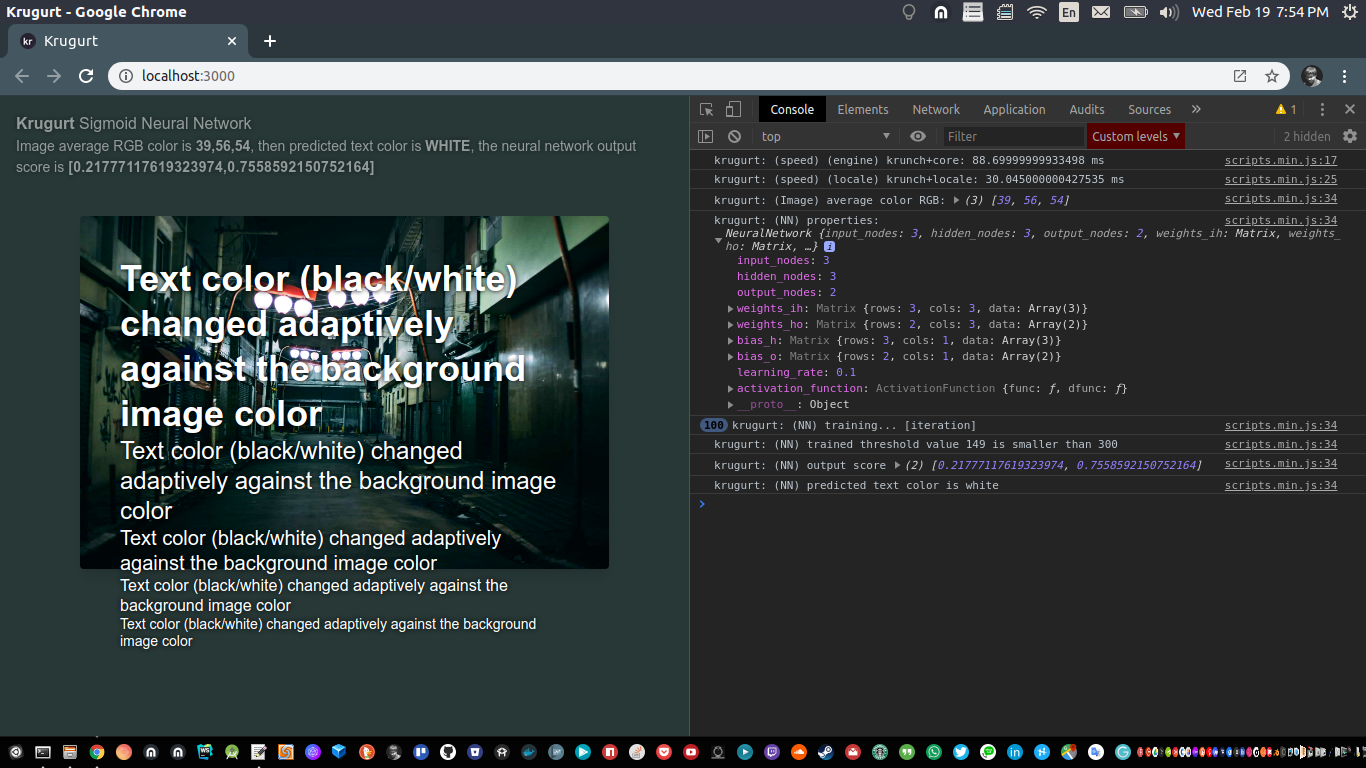 Krugurt - Google Chrome
En
Wed Feb 19 7:54 PM
kr Krugurt
localhost:3000
Krugurt Sigmoid Neural Network
Image average RGB color is 39,56,54, then predicted text color is WHITE, the neural network output
score is [0.21777117619323974,0.7558592150752164]
Text color (black/white)
changed adaptively
against the background
image color
Text color (black/white) changed
adaptively against the background image
color
Text color (black/white) changed adaptively
against the background image color
Text color (black/white) changed adaptively against the
background image color
Text color (black/white) changed adaptively against the background
image color
Console Elements Network Application Audits Sources » 1
top Filter Custom levels 2 hidden
krugurt: (speed) (engine) krunch+core: 88.69999999933498 ms scripts.min.js:17
krugurt: (speed) (locale) krunch+locale: 30.045000000427535 ms scripts.min.js:25
krugurt: (Image) average color RGB: (3) [39, 56, 54] scripts.min.js:34
krugurt: (NN) properties: scripts.min.js:34
NeuralNetwork {input_nodes: 3, hidden_nodes: 3, output_nodes: 2, weights_ih: Matrix, weights_
ho: Matrix, …} i
input_nodes: 3
hidden_nodes: 3
output_nodes: 2
weights_ih: Matrix {rows: 3, cols: 3, data: Array(3)}
weights_ho: Matrix {rows: 2, cols: 3, data: Array(2)}
bias_h: Matrix {rows: 3, cols: 1, data: Array(3)}
bias_o: Matrix {rows: 2, cols: 1, data: Array(2)}
learning_rate: 0.1
activation_function: ActivationFunction {func: ƒ, dfunc: ƒ}
__proto__: Object
100 krugurt: (NN) training... [iteration] scripts.min.js:34
krugurt: (NN) trained threshold value 149 is smaller than 300 scripts.min.js:34
krugurt: (NN) output score (2) [0.21777117619323974, 0.7558592150752164] scripts.min.js:34
krugurt: (NN) predicted text color is white scripts.min.js:34